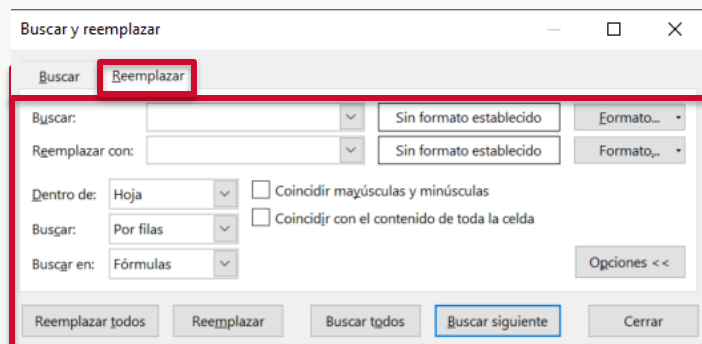 Buscar y reemplazar
Buscar Reemplazar
Buscar: Sin formato establecido Formato...
Reemplazar con: Sin formato establecido Formato...
Dentro de: Hoja Coincidir mayúsculas y minúsculas
Buscar: Por filas Coincidir con el contenido de toda la celda
Buscar en: Fórmulas Opciones <<
Reemplazar todos Reemplazar Buscar todos Buscar siguiente Cerrar